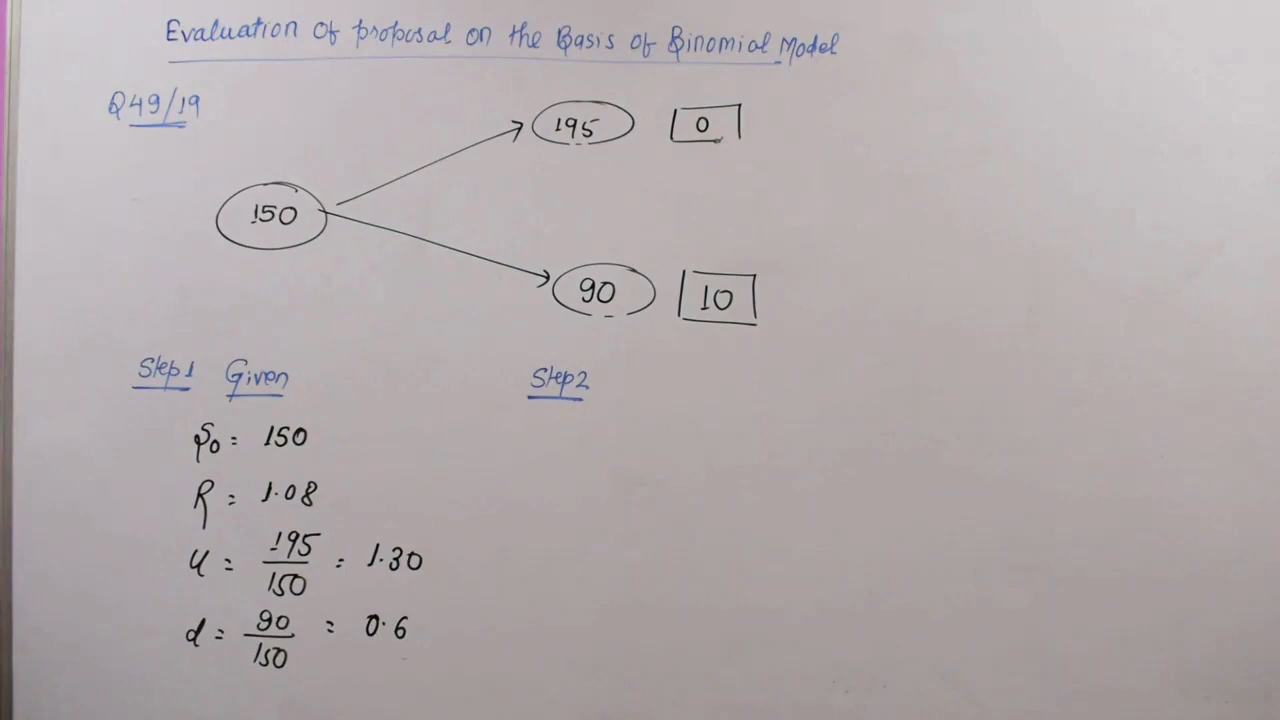 Evaluation of proposal on the Basis of Binomial Model
Q49/19
195 0
150
90 10
Step1 Given
S0 = 150
R = 1.08
u = 195/150 = 1.30
d = 90/150 = 0.6
Step2